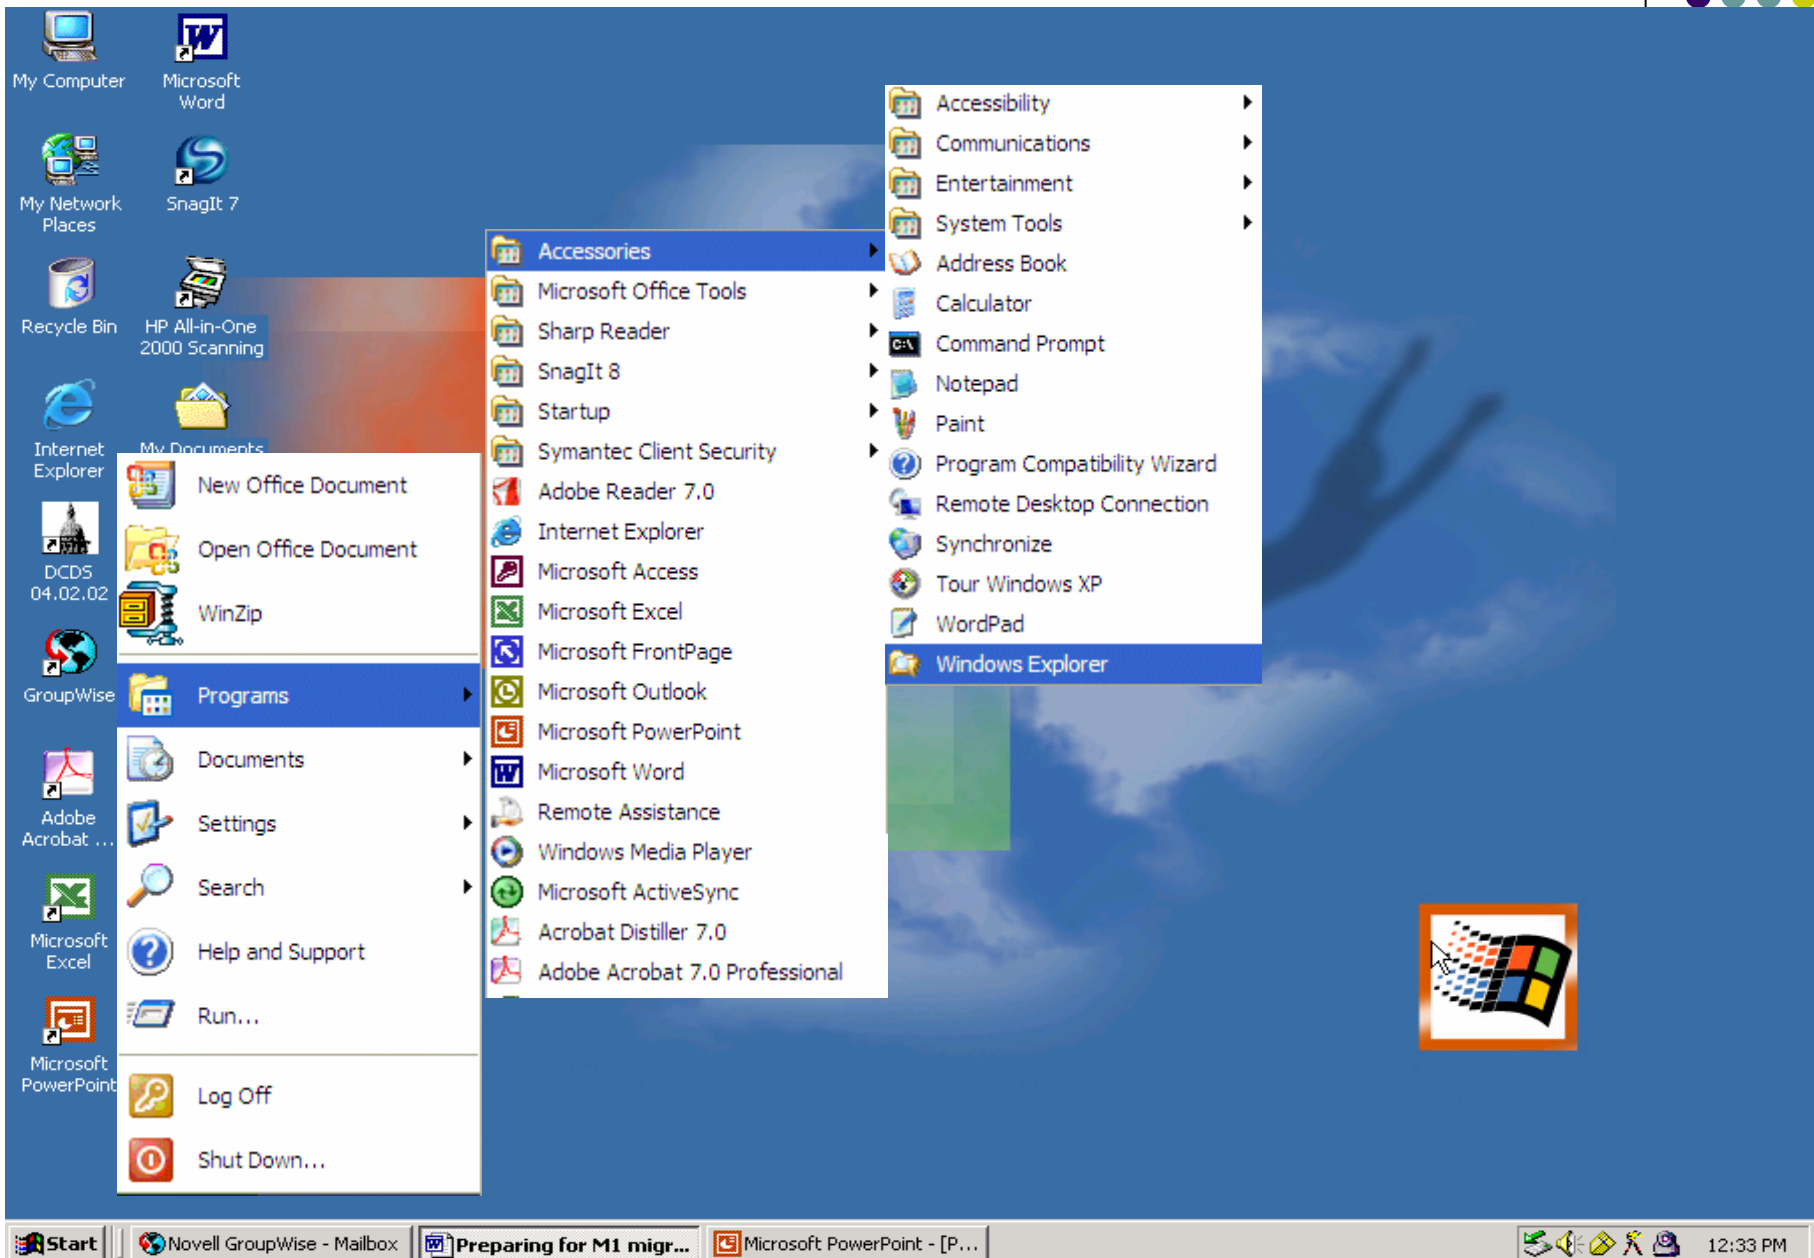 My Computer
Microsoft
Word
My Network
Places
SnagIt 7
Recycle Bin
HP All-in-One
2000 Scanning
Internet
Explorer
My Documents
DCDS
04.02.02
GroupWise
Adobe
Acrobat ...
Microsoft
Excel
Microsoft
PowerPoint
New Office Document
Open Office Document
WinZip
Programs
Documents
Settings
Search
Help and Support
Run...
Log Off
Shut Down...
Accessories
Microsoft Office Tools
Sharp Reader
SnagIt 8
Startup
Symantec Client Security
Adobe Reader 7.0
Internet Explorer
Microsoft Access
Microsoft Excel
Microsoft FrontPage
Microsoft Outlook
Microsoft PowerPoint
Microsoft Word
Remote Assistance
Windows Media Player
Microsoft ActiveSync
Acrobat Distiller 7.0
Adobe Acrobat 7.0 Professional
Accessibility
Communications
Entertainment
System Tools
Address Book
Calculator
Command Prompt
Notepad
Paint
Program Compatibility Wizard
Remote Desktop Connection
Synchronize
Tour Windows XP
WordPad
Windows Explorer
Start
Novell GroupWise - Mailbox
Preparing for M1 migr...
Microsoft PowerPoint - [P...
12:33 PM